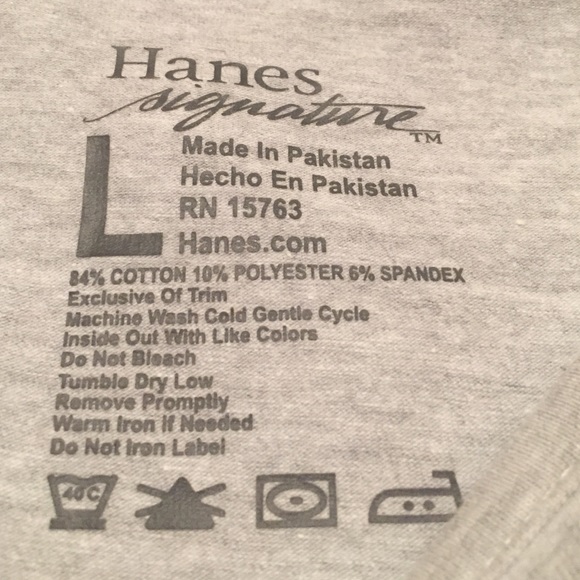 Hanes
signature™
L
Made In Pakistan
Hecho En Pakistan
RN 15763
Hanes.com
84% COTTON 10% POLYESTER 6% SPANDEX
Exclusive Of Trim
Machine Wash Cold Gentle Cycle
Inside Out With Like Colors
Do Not Bleach
Tumble Dry Low
Remove Promptly
Warm Iron If Needed
Do Not Iron Label
40C